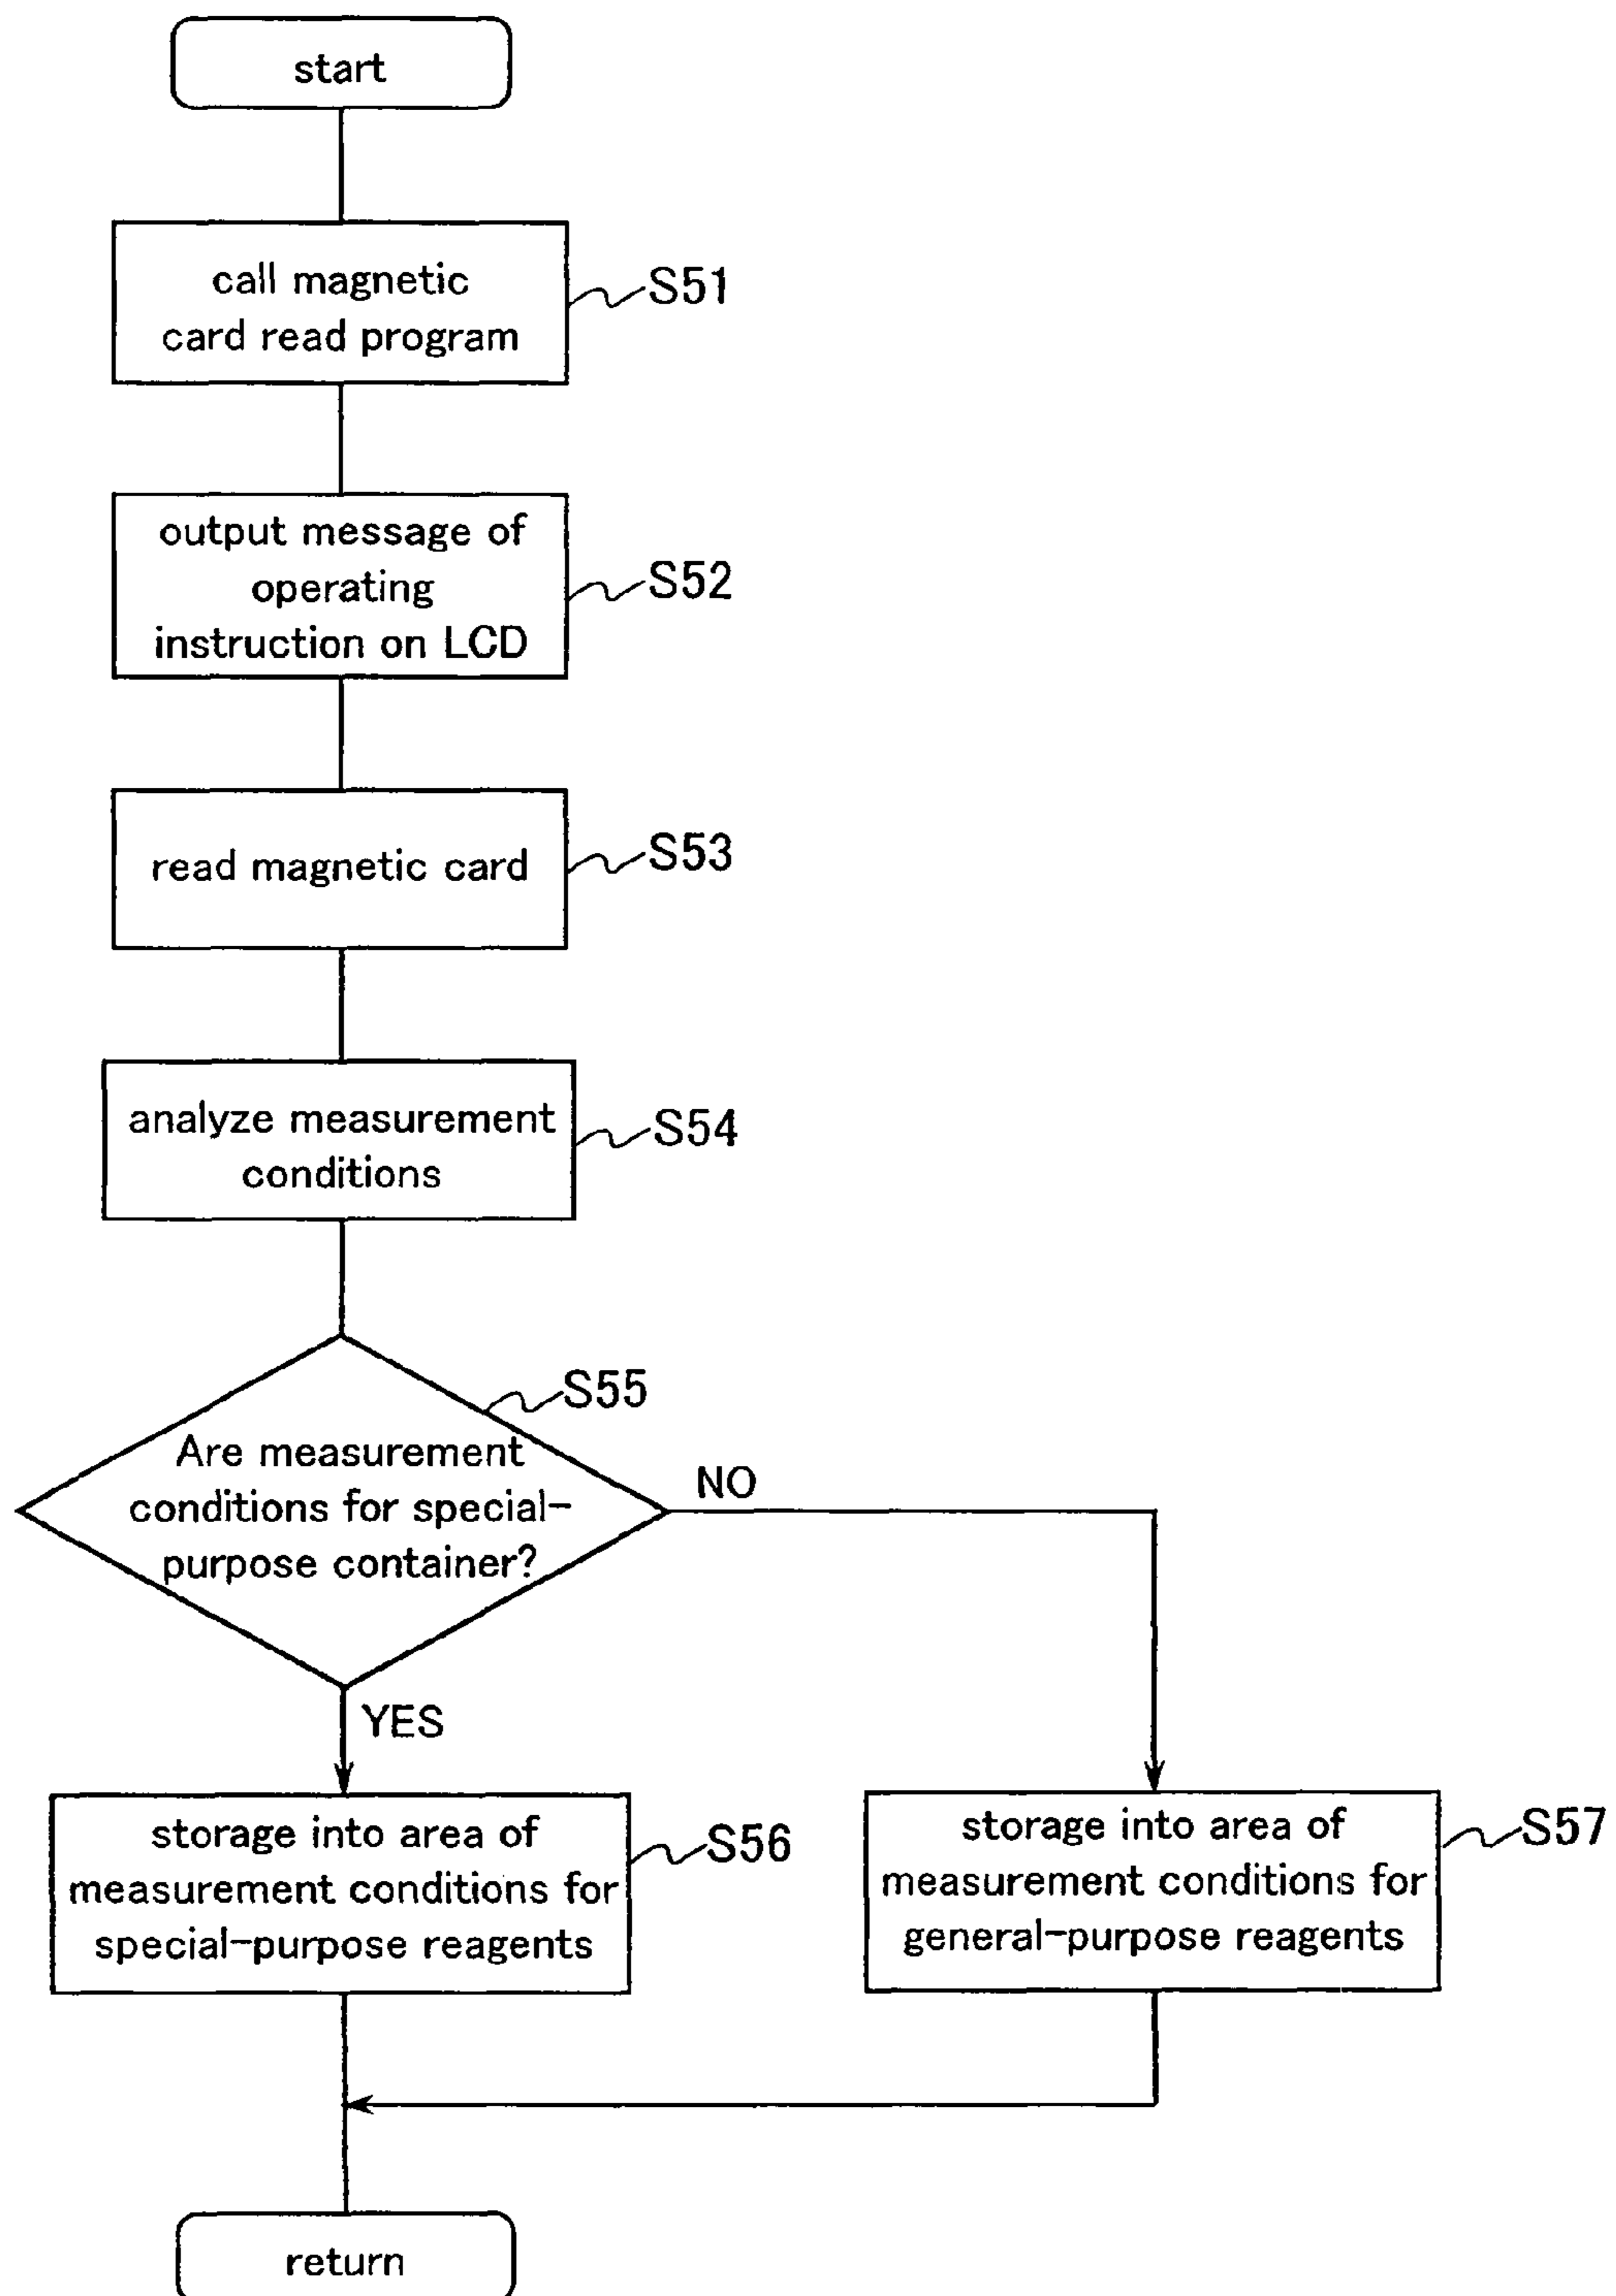 start
call magnetic
card read program
S51
output message of
operating
instruction on LCD
S52
read magnetic card
S53
analyze measurement
conditions
S54
S55
Are measurement
conditions for special-
purpose container?
NO
YES
storage into area of
measurement conditions for
special-purpose reagents
S56
storage into area of
measurement conditions for
general-purpose reagents
S57
return